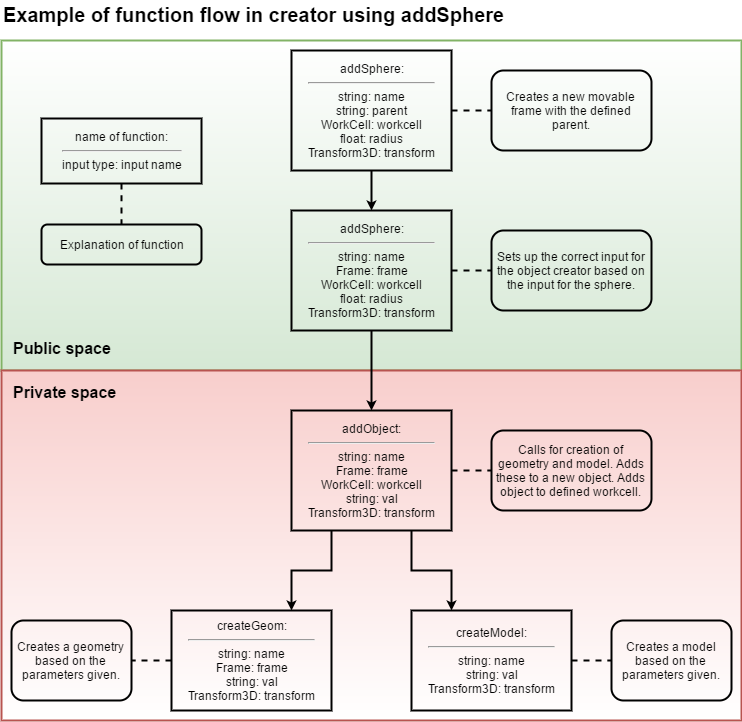 Example of function flow in creator using addSphere
addSphere:
string: name
string: parent
WorkCell: workcell
float: radius
Transform3D: transform
Creates a new movable
frame with the defined
parent.
name of function:
input type: input name
Explanation of function
addSphere:
string: name
Frame: frame
WorkCell: workcell
float: radius
Transform3D: transform
Sets up the correct input for
the object creator based on
the input for the sphere.
Public space
Private space
addObject:
string: name
Frame: frame
WorkCell: workcell
string: val
Transform3D: transform
Calls for creation of
geometry and model. Adds
these to a new object. Adds
object to defined workcell.
Creates a geometry
based on the
parameters given.
createGeom:
string: name
Frame: frame
string: val
Transform3D: transform
createModel:
string: name
string: val
Transform3D: transform
Creates a model
based on the
parameters given.